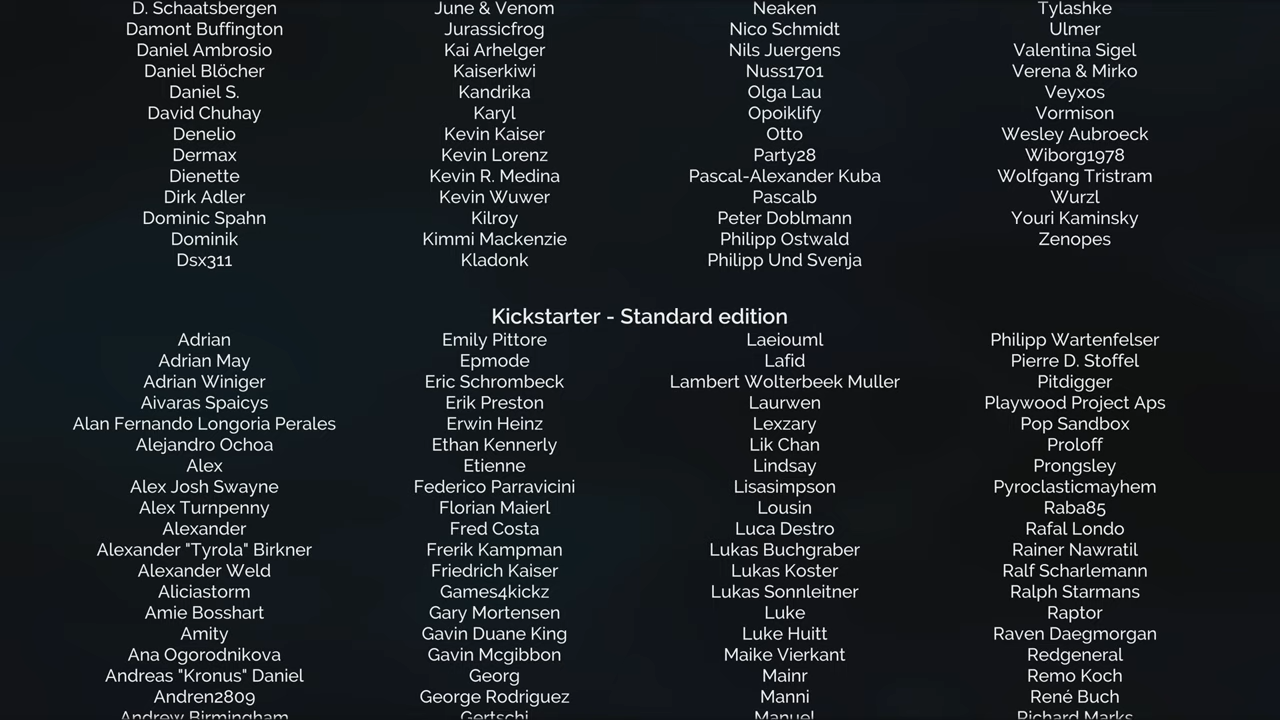 D. Schaatsbergen
Damont Buffington
Daniel Ambrosio
Daniel Blöcher
Daniel S.
David Chuhay
Denelio
Dermax
Dienette
Dirk Adler
Dominic Spahn
Dominik
Dsx311
June & Venom
Jurassicfrog
Kai Arhelger
Kaiserkiwi
Kandrika
Karyl
Kevin Kaiser
Kevin Lorenz
Kevin R. Medina
Kevin Wuwer
Kilroy
Kimmi Mackenzie
Kladonk
Neaken
Nico Schmidt
Nils Juergens
Nuss1701
Olga Lau
Opoiklify
Otto
Party28
Pascal-Alexander Kuba
Pascalb
Peter Doblmann
Philipp Ostwald
Philipp Und Svenja
Tylashke
Ulmer
Valentina Sigel
Verena & Mirko
Veyxos
Vormison
Wesley Aubroeck
Wiborg1978
Wolfgang Tristram
Wurzl
Youri Kaminsky
Zenopes
Kickstarter - Standard edition
Adrian
Adrian May
Adrian Winiger
Aivaras Spaicys
Alan Fernando Longoria Perales
Alejandro Ochoa
Alex
Alex Josh Swayne
Alex Turnpenny
Alexander
Alexander "Tyrola" Birkner
Alexander Weld
Aliciastorm
Amie Bosshart
Amity
Ana Ogorodnikova
Andreas "Kronus" Daniel
Andren2809
Andrew Birmingham
Emily Pittore
Epmode
Eric Schrombeck
Erik Preston
Erwin Heinz
Ethan Kennerly
Etienne
Federico Parravicini
Florian Maierl
Fred Costa
Frerik Kampman
Friedrich Kaiser
Games4kickz
Gary Mortensen
Gavin Duane King
Gavin Mcgibbon
Georg
George Rodriguez
Gertschi
Laeiouml
Lafid
Lambert Wolterbeek Muller
Laurwen
Lexzary
Lik Chan
Lindsay
Lisasimpson
Lousin
Luca Destro
Lukas Buchgraber
Lukas Koster
Lukas Sonnleitner
Luke
Luke Huitt
Maike Vierkant
Mainr
Manni
Manuel
Philipp Wartenfelser
Pierre D. Stoffel
Pitdigger
Playwood Project Aps
Pop Sandbox
Proloff
Prongsley
Pyroclasticmayhem
Raba85
Rafal Londo
Rainer Nawratil
Ralf Scharlemann
Ralph Starmans
Raptor
Raven Daegmorgan
Redgeneral
Remo Koch
René Buch
Richard Marks